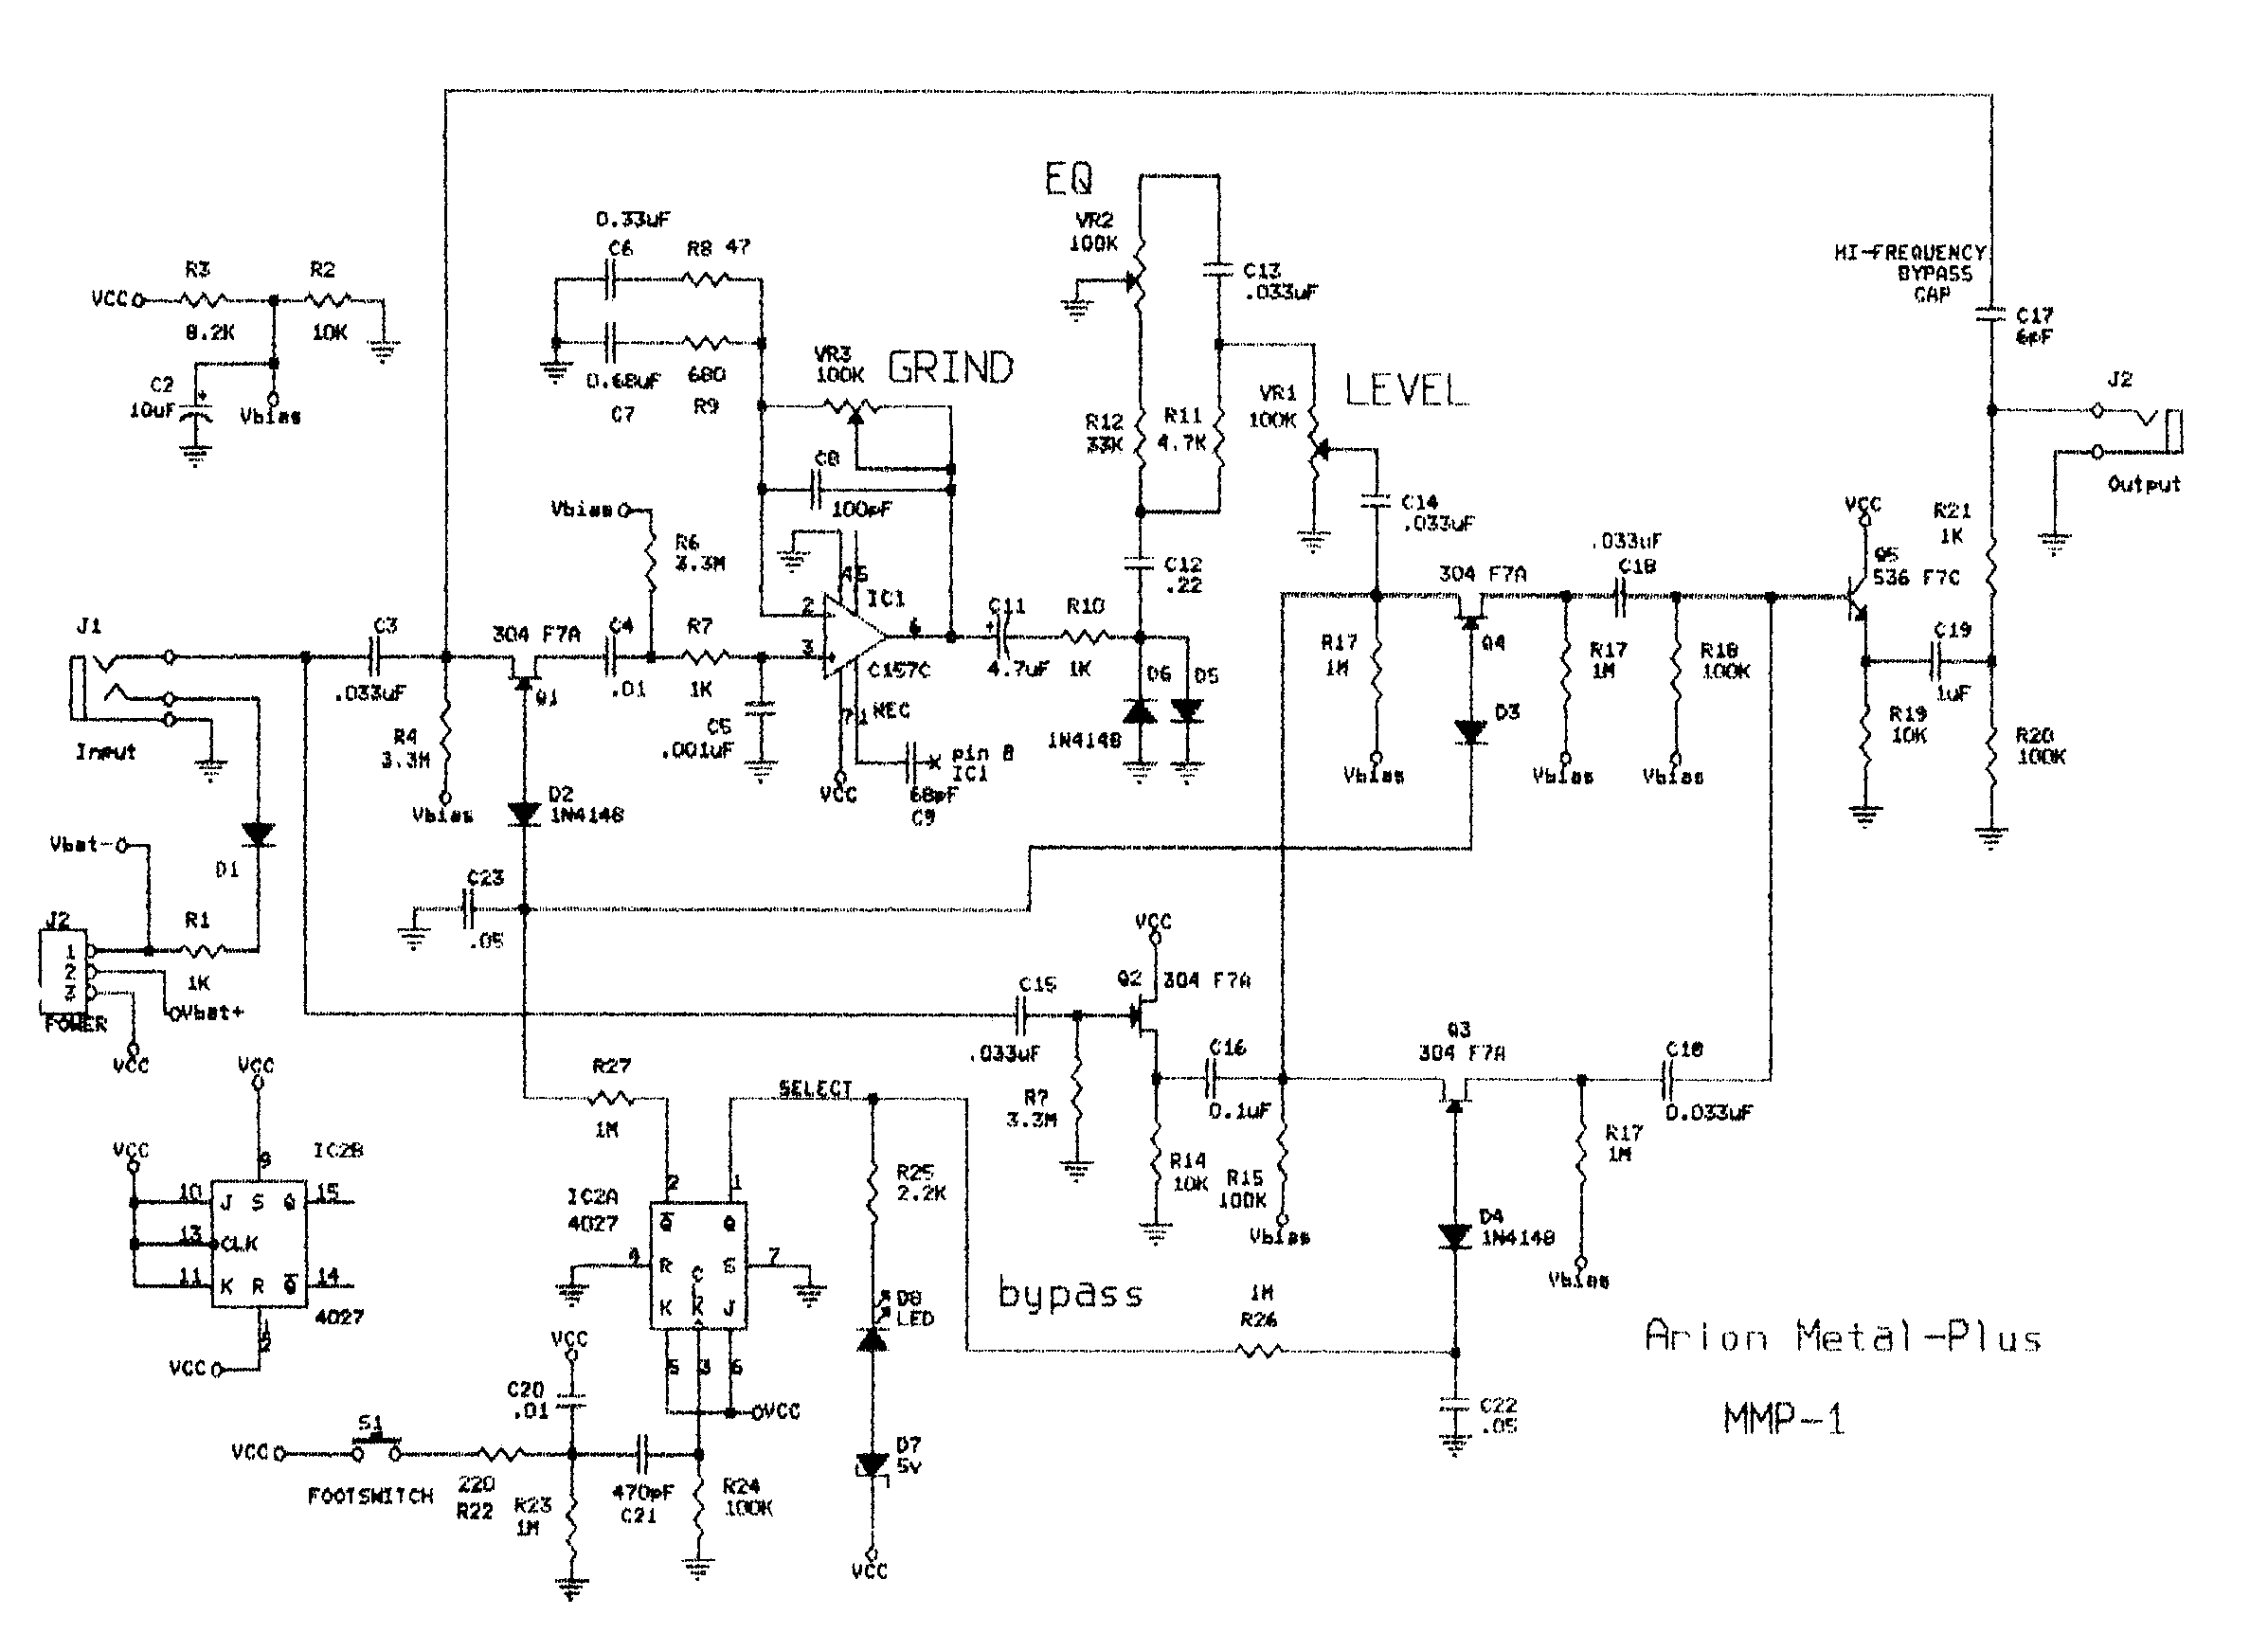 EQ
VR2
100K
0.33uF
C6
R8 47
C13
.033uF
HI-FREQUENCY
BYPASS
CAP
C17
6pF
R3
R2
VCC
8.2K
10K
C2
10uF
Vbias
0.68uF
680
C7
R9
VR3
100K
GRIND
VR1
100K
LEVEL
R12
33K
R11
4.7K
J2
Output
C8
100pF
Vbias
R6
3.3M
C14
.033uF
VCC
R21
1K
Q5
536 F7C
.033uF
C18
304 F7A
C12
.22
4 5
IC1
2
3
6
C157C
NEC
7 1
VCC
pin 8
IC1
68pF
C9
C11
4.7uF
R10
1K
D6
D5
1N4148
J1
Input
C3
.033uF
304 F7A
Q1
C4
.01
R7
1K
C5
.001uF
R4
3.3M
Vbias
D2
1N4148
R17
1M
Vbias
Q4
D3
R17
1M
Vbias
R18
100K
Vbias
C19
1uF
R19
10K
R20
100K
Vbat-
D1
J2
1
2
3
POWER
R1
1K
Vbat+
VCC
C23
.05
VCC
Q2
304 F7A
C15
.033uF
R?
3.3M
C16
0.1uF
R14
10K
R15
100K
Vbias
Q3
304 F7A
C18
0.033uF
R17
1M
Vbias
D4
1N4148
VCC
VCC
9
IC2B
10
J S Q
15
13
CLK
11
K R Q
14
4027
12
VCC
R27
1M
SELECT
2
1
IC2A
4027
Q Q
4
R
S
7
K
CLK
J
5
3
6
VCC
R25
2.2K
D8
LED
D7
5v
VCC
bypass
1M
R26
C22
.05
Arion Metal-Plus
MMP-1
VCC
C20
.01
VCC
S1
FOOTSWITCH
220
R22
R23
1M
470pF
C21
R24
100K